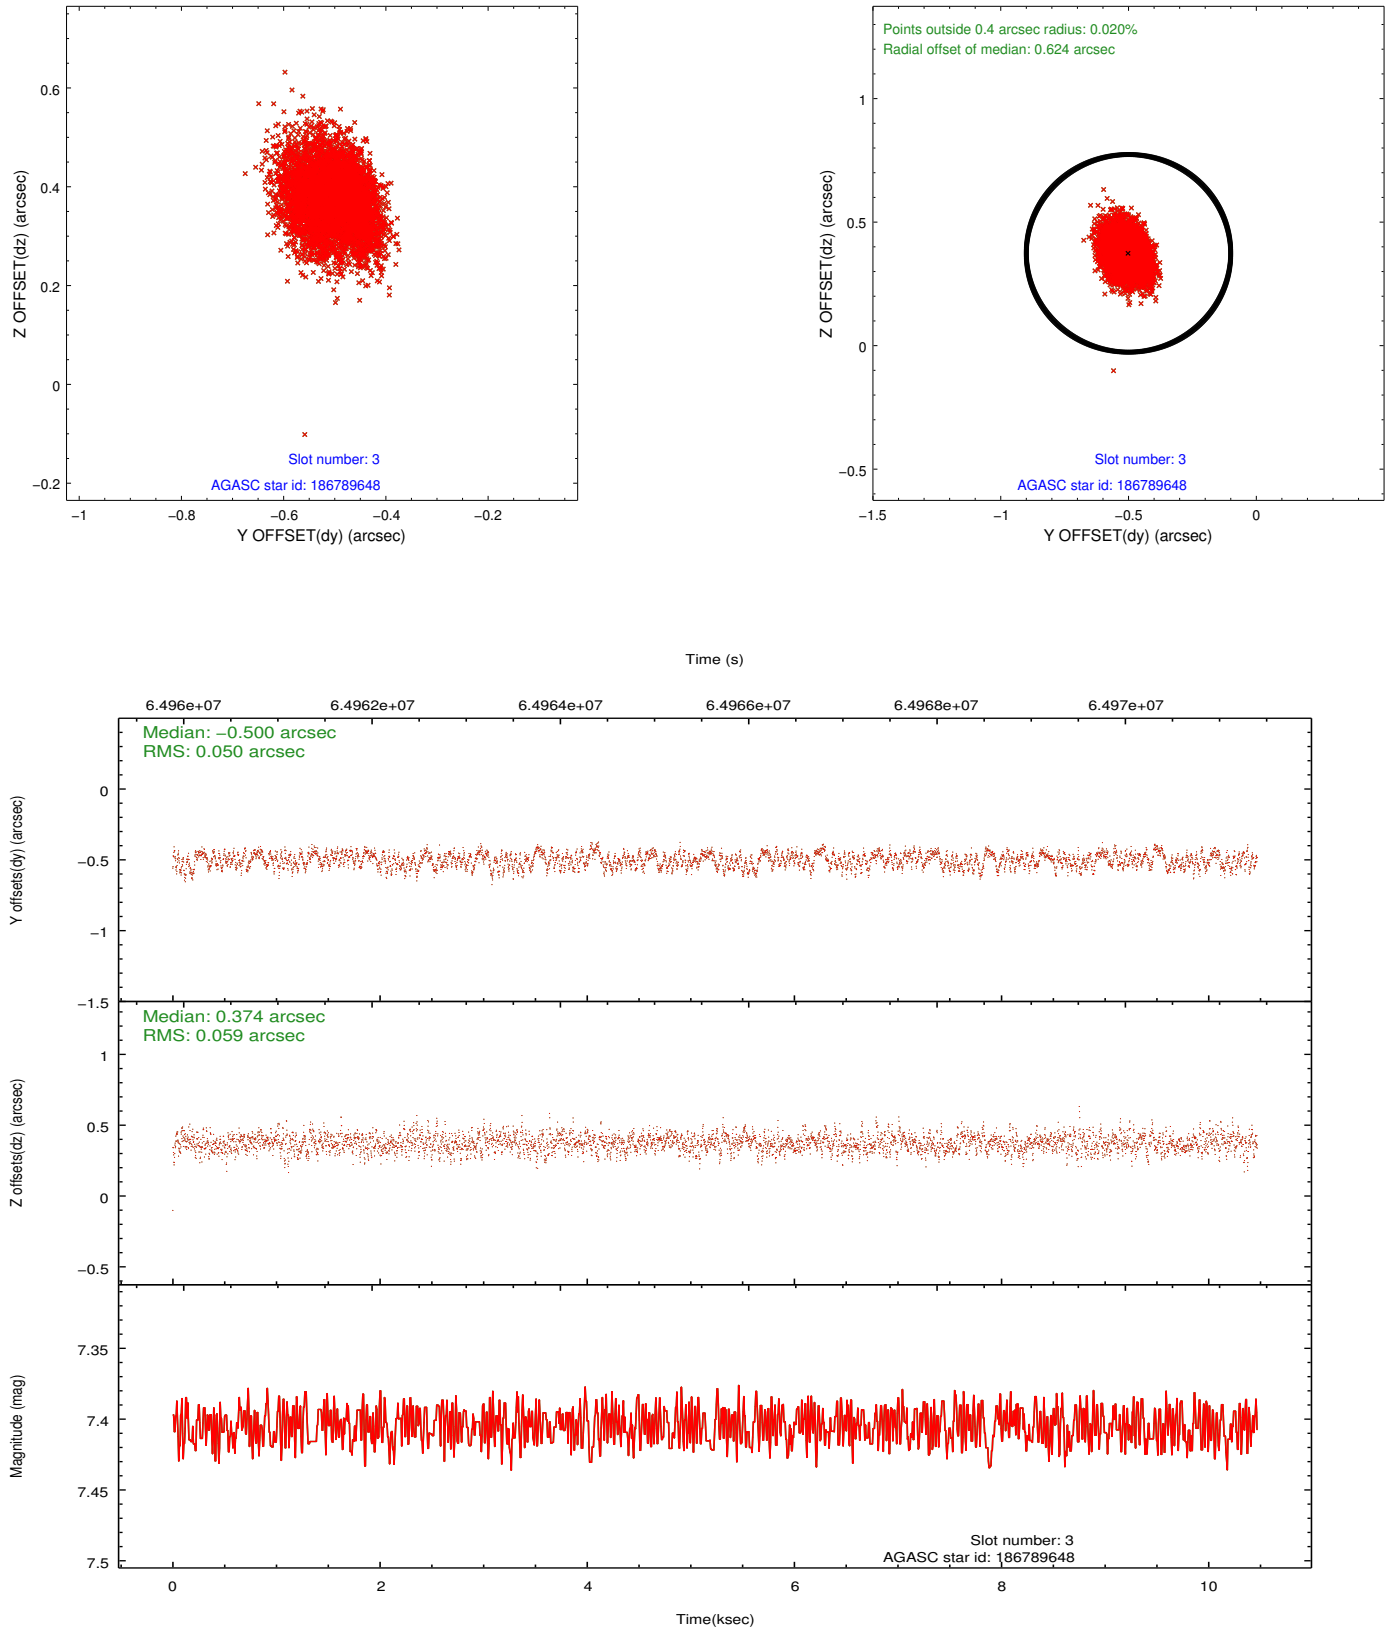 Z OFFSET(dz) (arcsec)
0.6
0.4
0.2
0
−0.2
Slot number: 3
AGASC star id: 186789648
−1
−0.8
−0.6
−0.4
−0.2
Y OFFSET(dy) (arcsec)
Points outside 0.4 arcsec radius: 0.020%
Radial offset of median: 0.624 arcsec
Z OFFSET(dz) (arcsec)
1
0.5
0
−0.5
Slot number: 3
AGASC star id: 186789648
−1.5
−1
−0.5
0
Y OFFSET(dy) (arcsec)
Time (s)
6.496e+07
6.4962e+07
6.4964e+07
6.4966e+07
6.4968e+07
6.497e+07
Median: −0.500 arcsec
RMS: 0.050 arcsec
Y offsets(dy) (arcsec)
0
−0.5
−1
−1.5
Median: 0.374 arcsec
RMS: 0.059 arcsec
Z offsets(dz) (arcsec)
1
0.5
0
−0.5
Magnitude (mag)
7.35
7.4
7.45
7.5
Slot number: 3
AGASC star id: 186789648
0
2
4
6
8
10
Time(ksec)